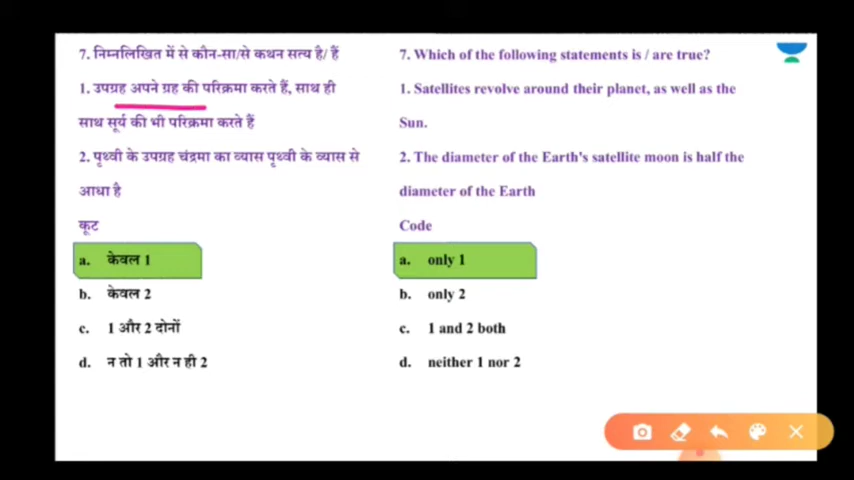 7. निम्नलिखित में से कौन-सा/से कथन सत्य है/ हैं
1. उपग्रह अपने ग्रह की परिक्रमा करते हैं, साथ ही
साथ सूर्य की भी परिक्रमा करते हैं
2. पृथ्वी के उपग्रह चंद्रमा का व्यास पृथ्वी के व्यास से
आधा है
कूट
a. केवल 1
b. केवल 2
c. 1 और 2 दोनों
d. न तो 1 और न ही 2
7. Which of the following statements is / are true?
1. Satellites revolve around their planet, as well as the
Sun.
2. The diameter of the Earth's satellite moon is half the
diameter of the Earth
Code
a. only 1
b. only 2
c. 1 and 2 both
d. neither 1 nor 2